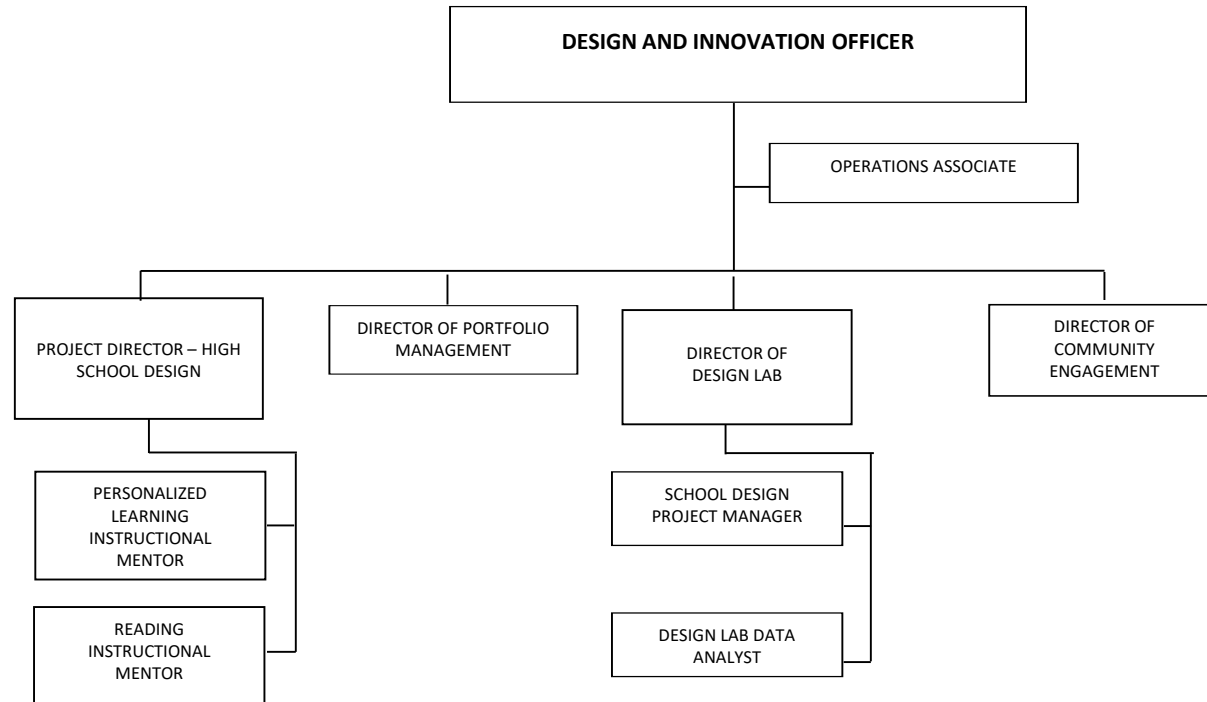 DESIGN AND INNOVATION OFFICER
OPERATIONS ASSOCIATE
PROJECT DIRECTOR – HIGH
SCHOOL DESIGN
DIRECTOR OF PORTFOLIO
MANAGEMENT
DIRECTOR OF
DESIGN LAB
DIRECTOR OF
COMMUNITY
ENGAGEMENT
PERSONALIZED
LEARNING
INSTRUCTIONAL
MENTOR
SCHOOL DESIGN
PROJECT MANAGER
READING
INSTRUCTIONAL
MENTOR
DESIGN LAB DATA
ANALYST